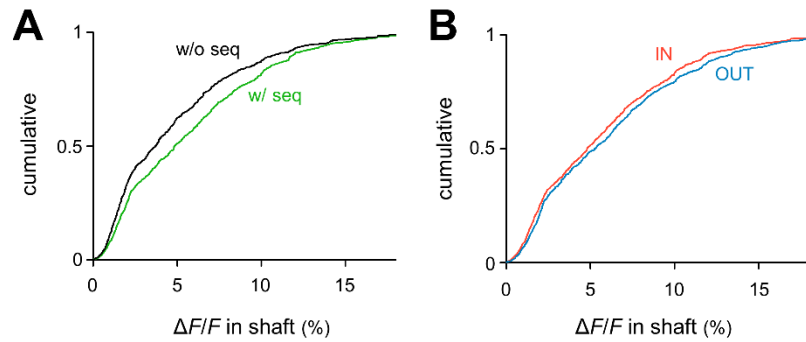 A
1
w/o seq
w/ seq
0.5
cumulative
0
0
5
10
15
ΔF/F in shaft (%)
B
1
IN
OUT
0.5
cumulative
0
0
5
10
15
ΔF/F in shaft (%)